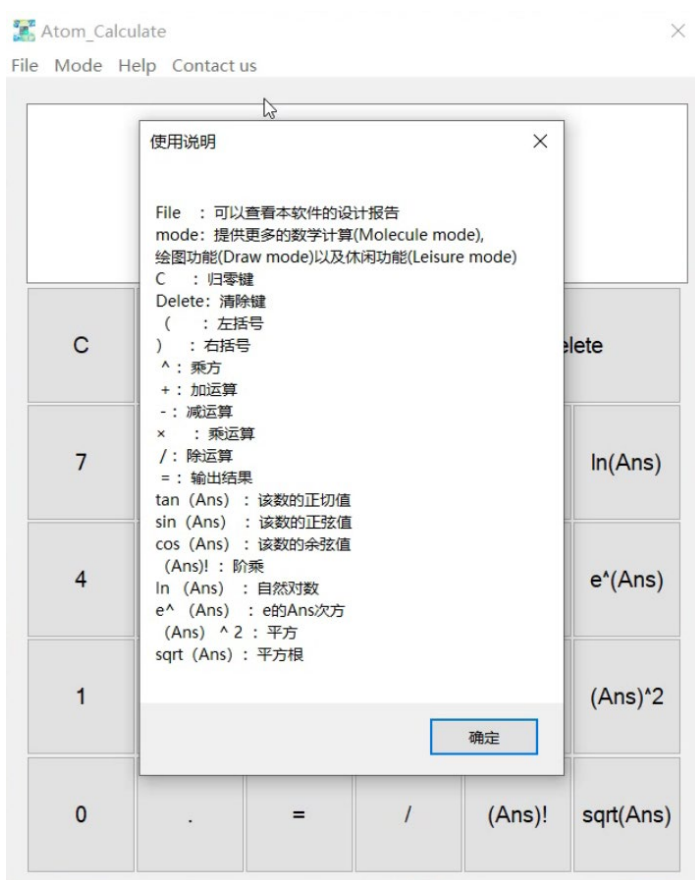 Atom_Calculate
File Mode Help Contact us
使用说明
File ：可以查看本软件的设计报告
mode：提供更多的数学计算(Molecule mode),
绘图功能(Draw mode)以及休闲功能(Leisure mode)
C ：归零键
Delete：清除键
（ ：左括号
) ：右括号
^：乘方
+：加运算
-：减运算
× ：乘运算
/：除运算
=：输出结果
tan（Ans）：该数的正切值
sin（Ans）：该数的正弦值
cos（Ans）：该数的余弦值
（Ans)!：阶乘
ln （Ans）：自然对数
e^ （Ans）：e的Ans次方
（Ans）^ 2：平方
sqrt（Ans）：平方根
确定
C elete
7 ln(Ans)
4 e^(Ans)
1 (Ans)^2
0 . = / (Ans)! sqrt(Ans)